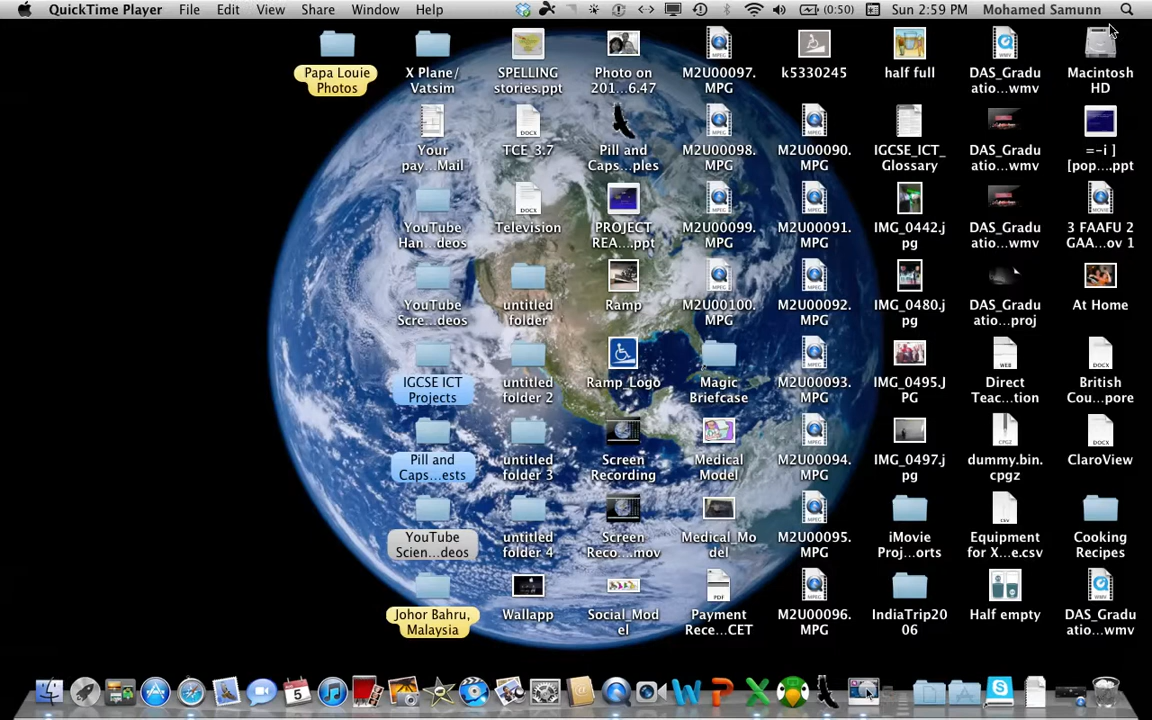 QuickTime Player File Edit View Share Window Help (0:50) Sun 2:59 PM Mohamed Samunn
Papa Louie
Photos
X Plane/
Vatsim
SPELLING
stories.ppt
Photo on
201...6.47
M2U00097.
MPG
k5330245
half full
DAS_Gradu
atio...wmv
Macintosh
HD
Your
pay...Mail
TCE_3.7
Pill and
Caps...ples
M2U00098.
MPG
M2U00090.
MPG
IGCSE_ICT_
Glossary
DAS_Gradu
atio...wmv
=-i ]
[pop...ppt
YouTube
Han...deos
Television
PROJECT
REA....ppt
M2U00099.
MPG
M2U00091.
MPG
IMG_0442.j
pg
DAS_Gradu
atio...wmv
3 FAAFU 2
GAA...ov 1
YouTube
Scre...deos
untitled
folder
Ramp
M2U00100.
MPG
M2U00092.
MPG
IMG_0480.j
pg
DAS_Gradu
atio...proj
At Home
IGCSE ICT
Projects
untitled
folder 2
Ramp_Logo
Magic
Briefcase
M2U00093.
MPG
IMG_0495.J
PG
Direct
Teac...tion
British
Cou...pore
Pill and
Caps...ests
untitled
folder 3
Screen
Recording
Medical
Model
M2U00094.
MPG
IMG_0497.j
pg
dummy.bin.
cpgz
ClaroView
YouTube
Scien...deos
untitled
folder 4
Screen
Reco....mov
Medical_Mo
del
M2U00095.
MPG
iMovie
Proj...orts
Equipment
for X...e.csv
Cooking
Recipes
Johor Bahru,
Malaysia
Wallapp
Social_Mod
el
Payment
Rece...CET
M2U00096.
MPG
IndiaTrip20
06
Half empty
DAS_Gradu
atio...wmv